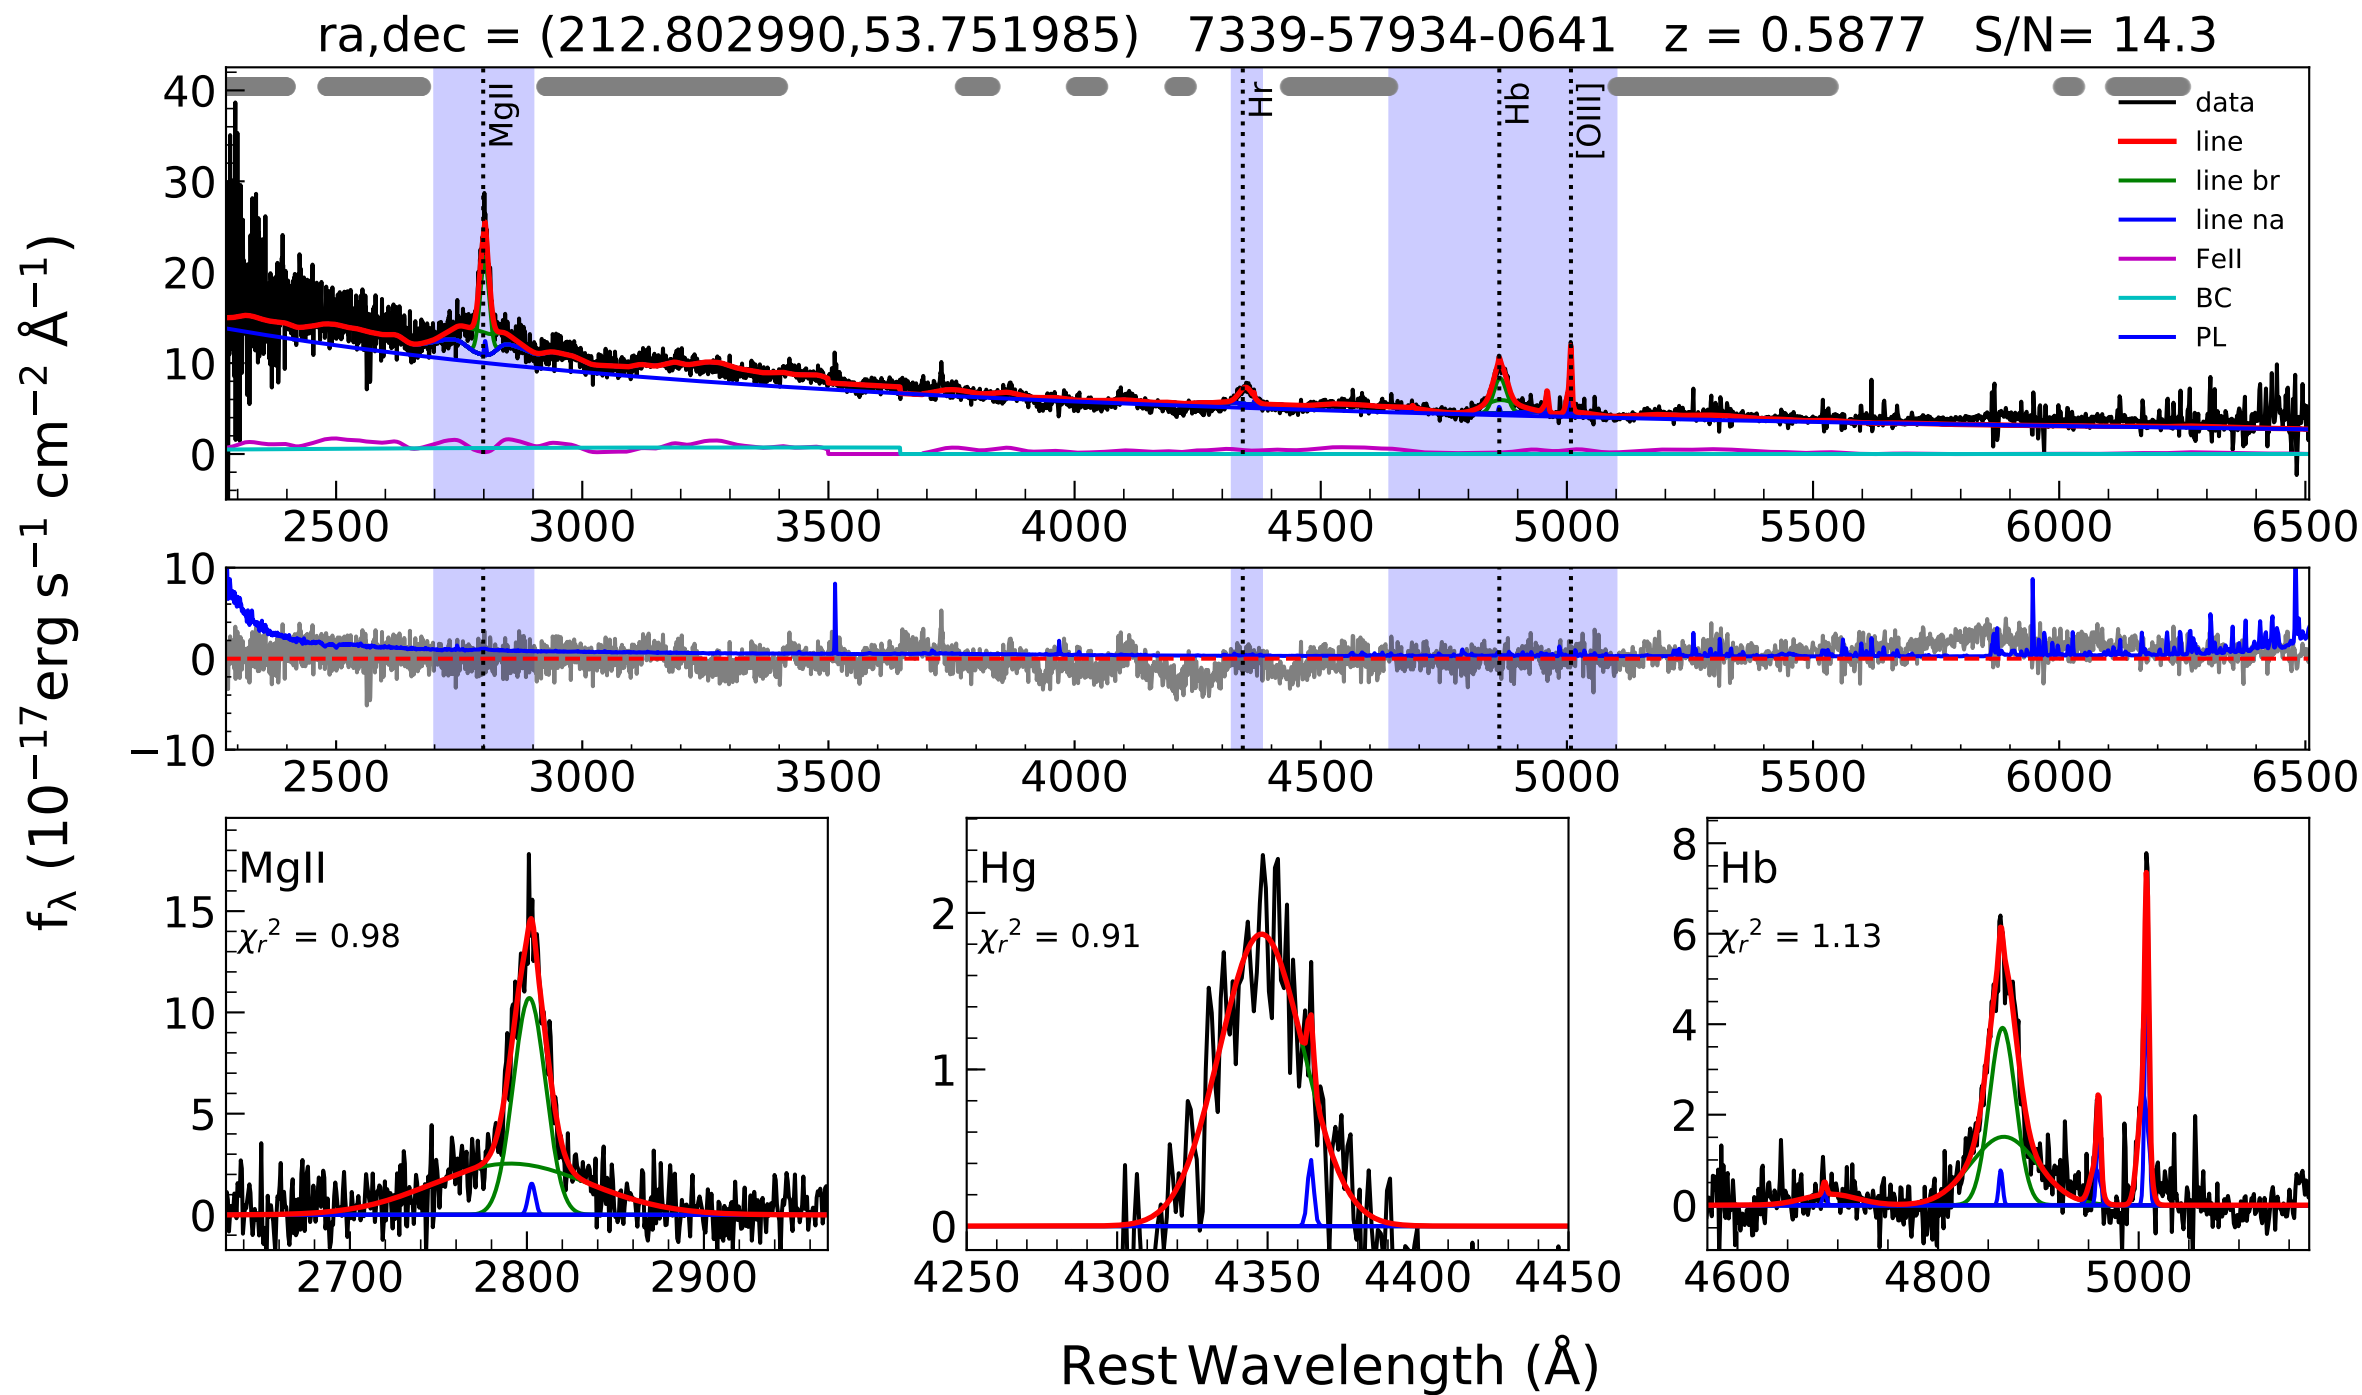 ra,dec = (212.802990,53.751985)   7339-57934-0641   z = 0.5877   S/N= 14.3
40
30
20
10
0
MgII
Hr
Hb
[OIII]
data
line
line br
line na
FeII
BC
PL
2500 3000 3500 4000 4500 5000 5500 6000 6500
10
0
−10
2500 3000 3500 4000 4500 5000 5500 6000 6500
fλ (10⁻¹⁷erg s⁻¹ cm⁻² Å⁻¹)
MgII
χᵣ² = 0.98
15
10
5
0
2700 2800 2900
Hg
χᵣ² = 0.91
2
1
0
4250 4300 4350 4400 4450
Hb
χᵣ² = 1.13
8
6
4
2
0
4600 4800 5000
Rest Wavelength (Å)